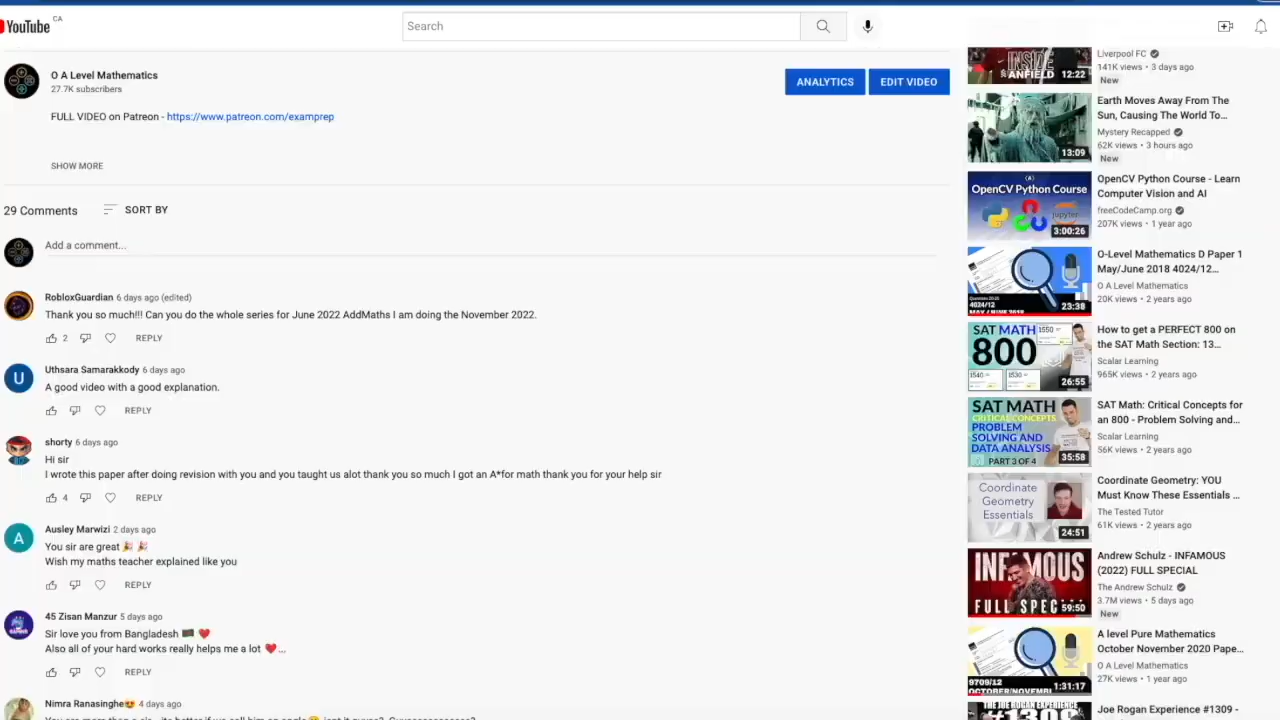 YouTube CA
Search
O A Level Mathematics
27.7K subscribers
ANALYTICS
EDIT VIDEO
FULL VIDEO on Patreon - https://www.patreon.com/examprep
SHOW MORE
29 Comments
SORT BY
Add a comment...
RobloxGuardian 6 days ago (edited)
Thank you so much!!! Can you do the whole series for June 2022 AddMaths I am doing the November 2022.
2
REPLY
U
Uthsara Samarakkody 6 days ago
A good video with a good explanation.
REPLY
shorty 6 days ago
Hi sir
I wrote this paper after doing revision with you and you taught us alot thank you so much I got an A*for math thank you for your help sir
4
REPLY
A
Ausley Marwizi 2 days ago
You sir are great 🎉 🎉
Wish my maths teacher explained like you
REPLY
45 Zisan Manzur 5 days ago
Sir love you from Bangladesh 🇧🇩 ❤️
Also all of your hard works really helps me a lot ❤️...
REPLY
Nimra Ranasinghe😍 4 days ago
INSIDE
ANFIELD
12:22
Liverpool FC
141K views • 3 days ago
New
13:09
Earth Moves Away From The
Sun, Causing The World To...
Mystery Recapped
62K views • 3 hours ago
New
OpenCV Python Course
jupyter
3:00:26
OpenCV Python Course - Learn
Computer Vision and AI
freeCodeCamp.org
207K views • 1 year ago
4024/12
23:38
O-Level Mathematics D Paper 1
May/June 2018 4024/12...
O A Level Mathematics
20K views • 2 years ago
SAT MATH
800
1550
1540
1530
26:55
How to get a PERFECT 800 on
the SAT Math Section: 13...
Scalar Learning
965K views • 2 years ago
SAT MATH
CRITICAL CONCEPTS
PROBLEM
SOLVING AND
DATA ANALYSIS
PART 3 OF 4
35:58
SAT Math: Critical Concepts for
an 800 - Problem Solving and...
Scalar Learning
56K views • 2 years ago
Coordinate
Geometry
Essentials
24:51
Coordinate Geometry: YOU
Must Know These Essentials ...
The Tested Tutor
61K views • 2 years ago
INFAMOUS
FULL SPEC
59:50
Andrew Schulz - INFAMOUS
(2022) FULL SPECIAL
The Andrew Schulz
3.7M views • 5 days ago
New
9709/12
1:31:17
A level Pure Mathematics
October November 2020 Pape...
O A Level Mathematics
27K views • 1 year ago
THE JOE ROGAN EXPERIENCE
#1309
Joe Rogan Experience #1309 -